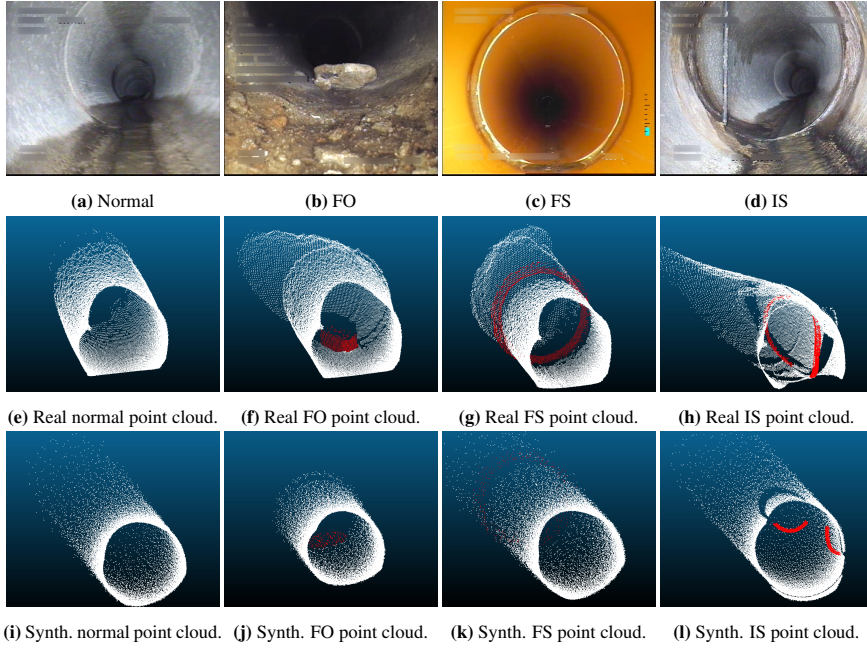 (a) Normal
(b) FO
(c) FS
(d) IS
(e) Real normal point cloud.
(f) Real FO point cloud.
(g) Real FS point cloud.
(h) Real IS point cloud.
(i) Synth. normal point cloud.
(j) Synth. FO point cloud.
(k) Synth. FS point cloud.
(l) Synth. IS point cloud.